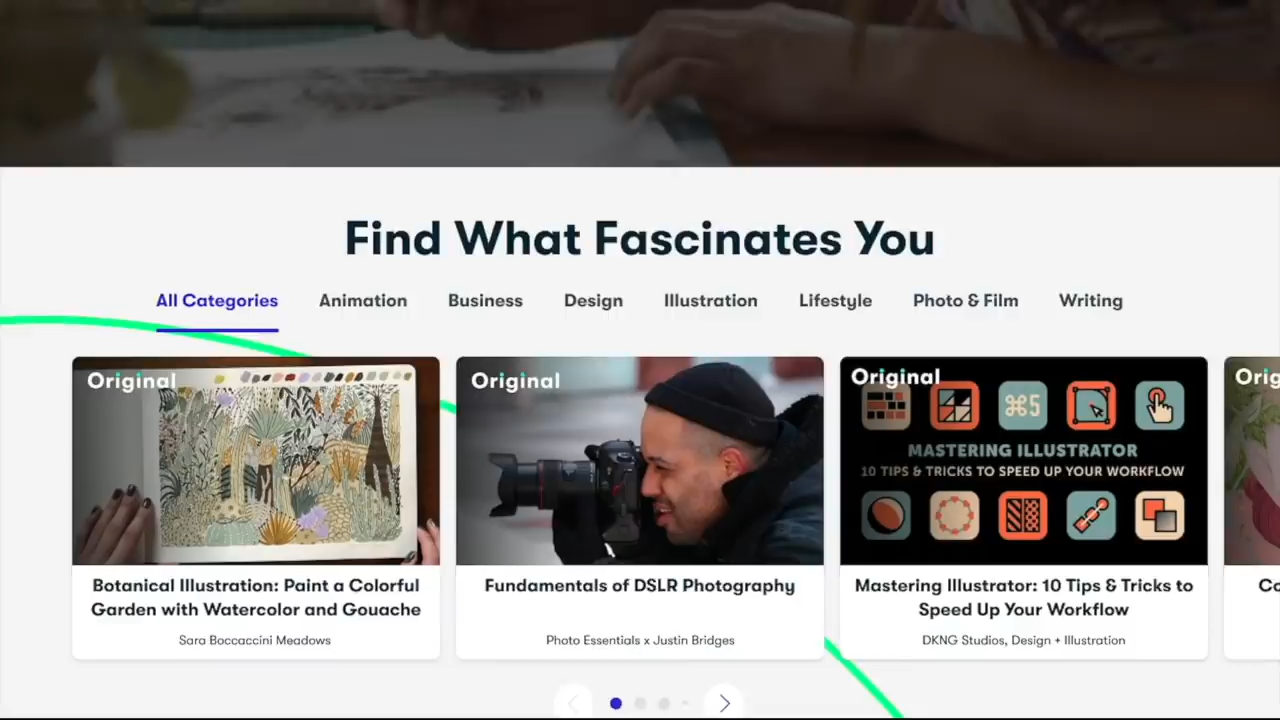 Find What Fascinates You
All Categories Animation Business Design Illustration Lifestyle Photo & Film Writing
Original
Botanical Illustration: Paint a Colorful
Garden with Watercolor and Gouache
Sara Boccaccini Meadows
Original
Fundamentals of DSLR Photography
Photo Essentials x Justin Bridges
Original
⌘5
MASTERING ILLUSTRATOR
10 TIPS & TRICKS TO SPEED UP YOUR WORKFLOW
Mastering Illustrator: 10 Tips & Tricks to
Speed Up Your Workflow
DKNG Studios, Design + Illustration
Orig
Co